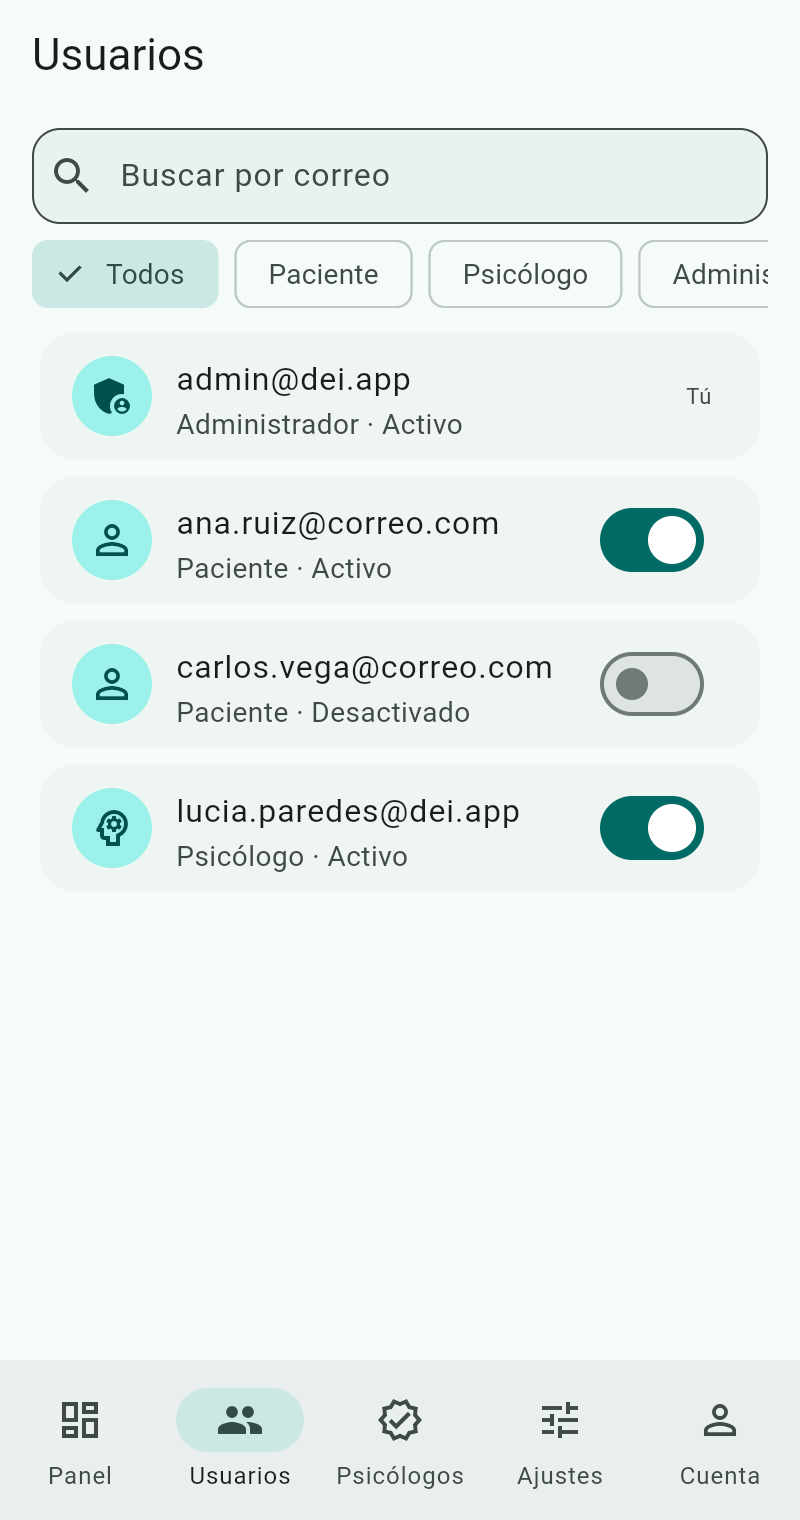 Usuarios
Buscar por correo
Todos
Paciente
Psicólogo
Adminis
admin@dei.app
Administrador · Activo
Tú
ana.ruiz@correo.com
Paciente · Activo
carlos.vega@correo.com
Paciente · Desactivado
lucia.paredes@dei.app
Psicólogo · Activo
Panel
Usuarios
Psicólogos
Ajustes
Cuenta